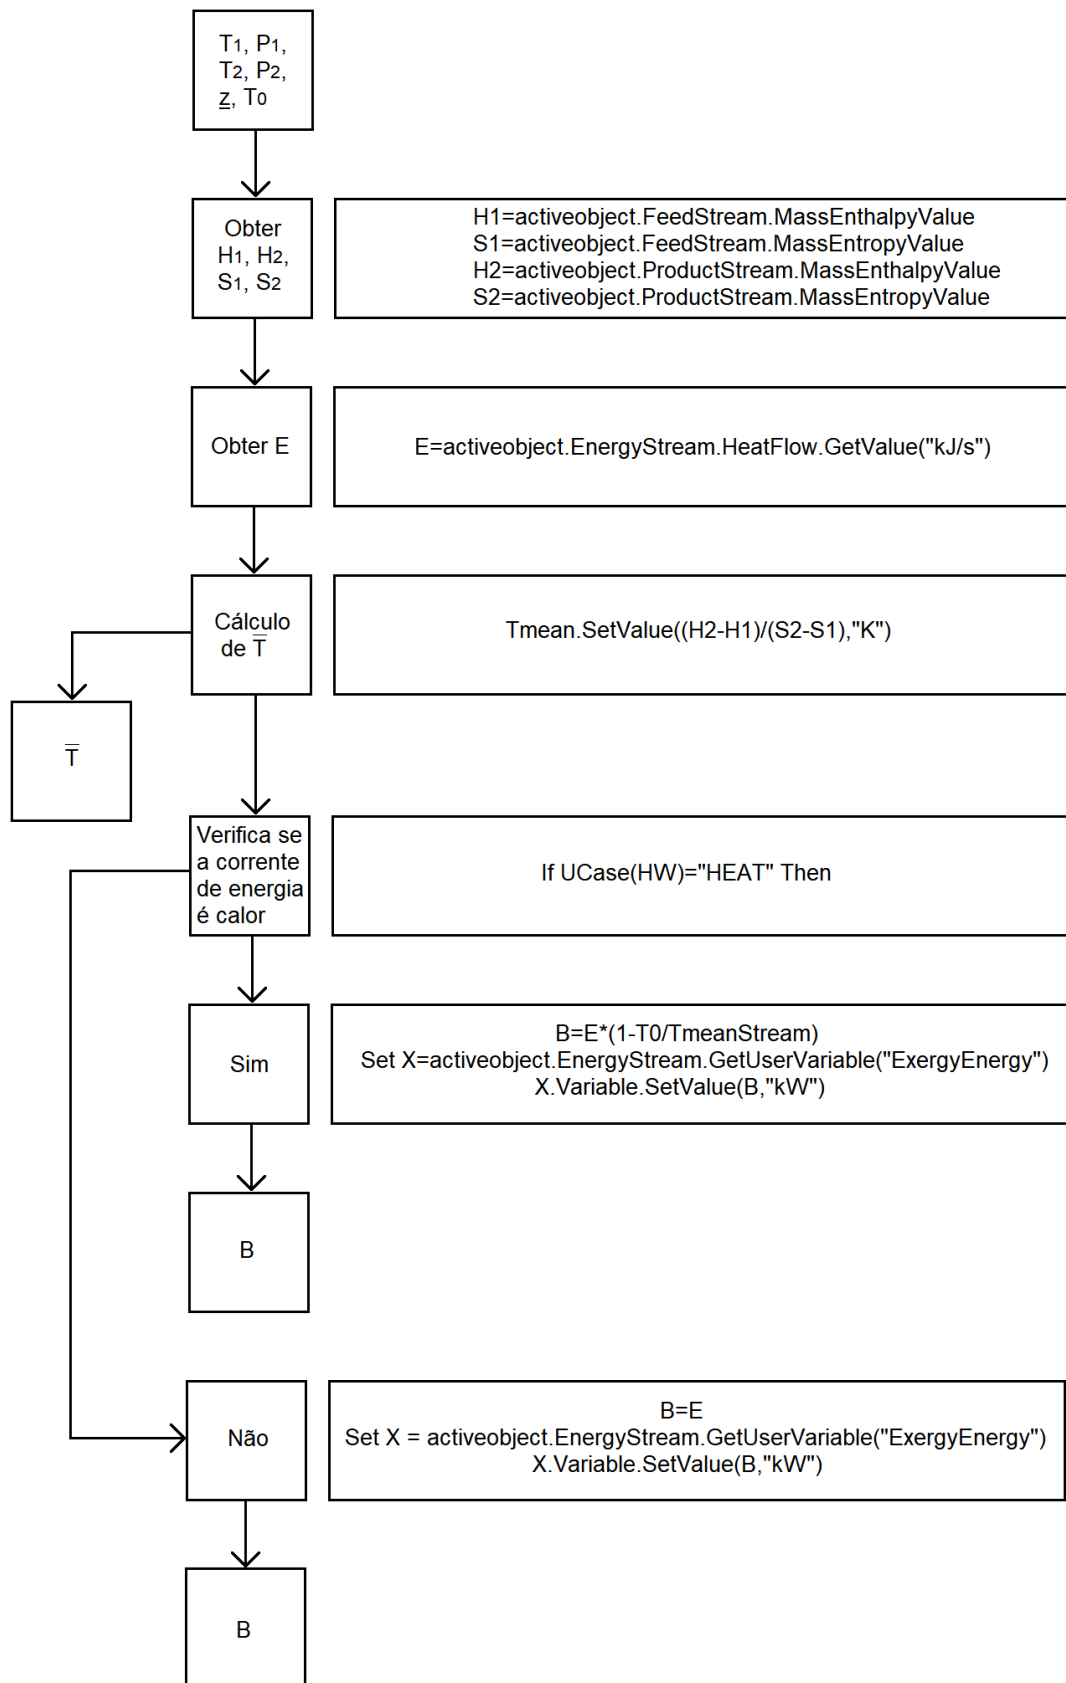 T1, P1,
T2, P2,
z, T0
Obter
H1, H2,
S1, S2
H1=activeobject.FeedStream.MassEnthalpyValue
S1=activeobject.FeedStream.MassEntropyValue
H2=activeobject.ProductStream.MassEnthalpyValue
S2=activeobject.ProductStream.MassEntropyValue
Obter E
E=activeobject.EnergyStream.HeatFlow.GetValue("kJ/s")
Cálculo
de T̅
Tmean.SetValue((H2-H1)/(S2-S1),"K")
T̅
Verifica se
a corrente
de energia
é calor
If UCase(HW)="HEAT" Then
Sim
B=E*(1-T0/TmeanStream)
Set X=activeobject.EnergyStream.GetUserVariable("ExergyEnergy")
X.Variable.SetValue(B,"kW")
B
Não
B=E
Set X = activeobject.EnergyStream.GetUserVariable("ExergyEnergy")
X.Variable.SetValue(B,"kW")
B